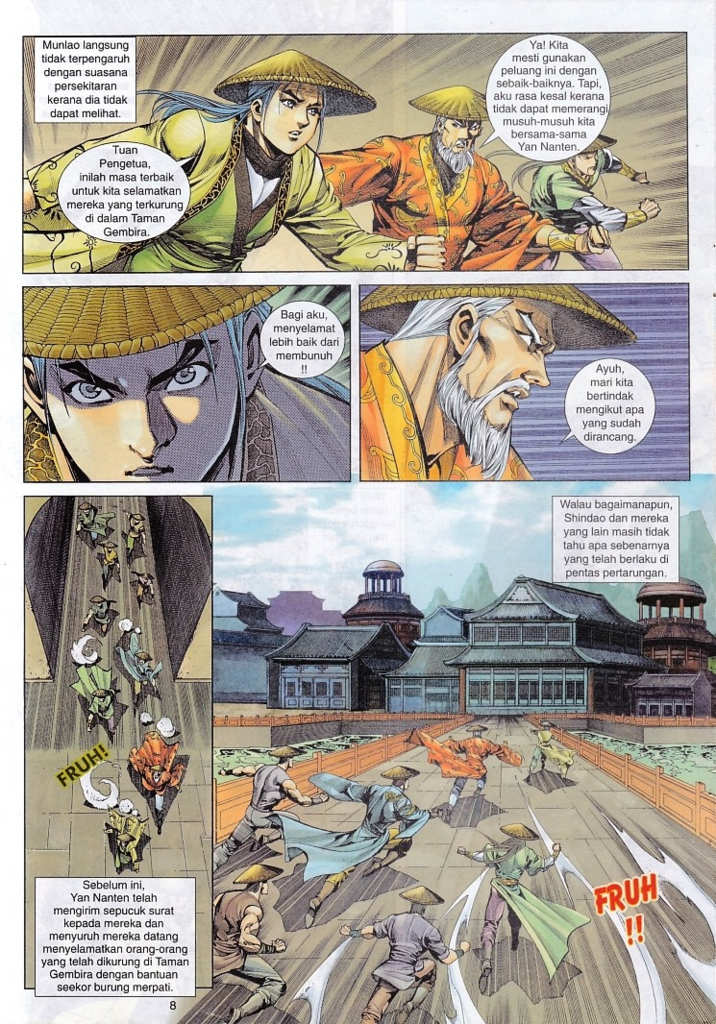 Munlao langsung
tidak terpengaruh
dengan suasana
persekitaran
kerana dia tidak
dapat melihat.
Tuan
Pengetua,
inilah masa terbaik
untuk kita selamatkan
mereka yang terkurung
di dalam Taman
Gembira.
Ya! Kita
mesti gunakan
peluang ini dengan
sebaik-baiknya. Tapi,
aku rasa kesal kerana
tidak dapat memerangi
musuh-musuh kita
bersama-sama
Yan Nanten.
Bagi aku,
menyelamat
lebih baik dari
membunuh
!!
Ayuh,
mari kita
bertindak
mengikut apa
yang sudah
dirancang.
FRUH!
Sebelum ini,
Yan Nanten telah
mengirim sepucuk surat
kepada mereka dan
menyuruh mereka datang
menyelamatkan orang-orang
yang telah dikurung di Taman
Gembira dengan bantuan
seekor burung merpati.
Walau bagaimanapun,
Shindao dan mereka
yang lain masih tidak
tahu apa sebenarnya
yang telah berlaku di
pentas pertarungan.
FRUH
!!
8